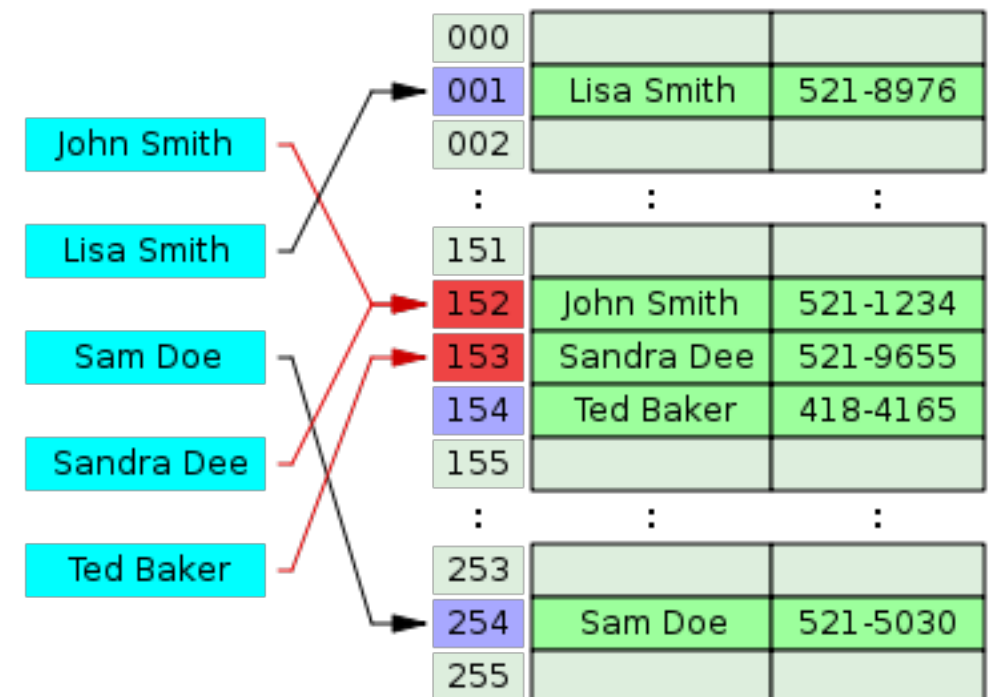 John Smith
Lisa Smith
Sam Doe
Sandra Dee
Ted Baker
000
001 Lisa Smith 521-8976
002
: : :
151
152 John Smith 521-1234
153 Sandra Dee 521-9655
154 Ted Baker 418-4165
155
: : :
253
254 Sam Doe 521-5030
255